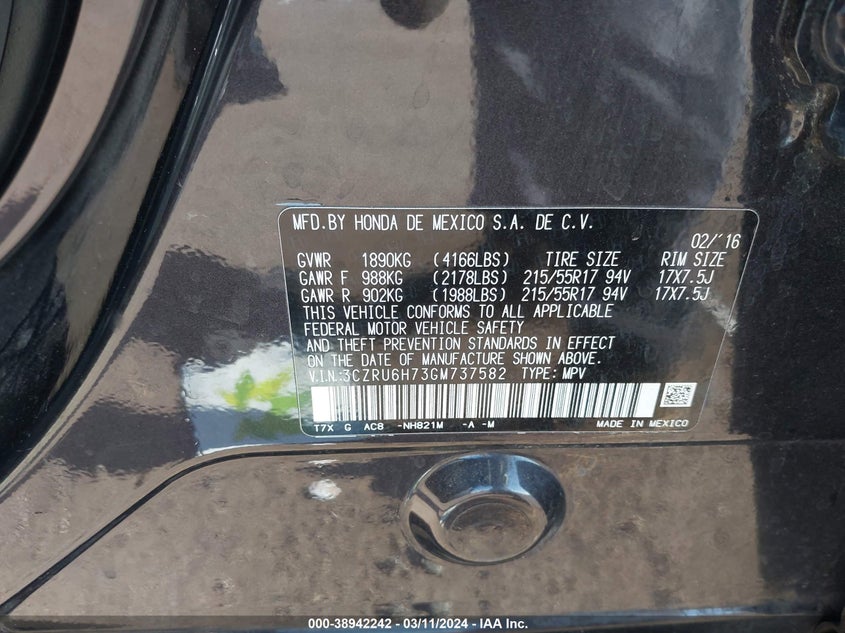 MFD.BY HONDA DE MEXICO S.A. DE C.V.
02/'16
GVWR 1890KG (4166LBS) TIRE SIZE RIM SIZE
GAWR F 988KG (2178LBS) 215/55R17 94V 17X7.5J
GAWR R 902KG (1988LBS) 215/55R17 94V 17X7.5J
THIS VEHICLE CONFORMS TO ALL APPLICABLE
FEDERAL MOTOR VEHICLE SAFETY
AND THEFT PREVENTION STANDARDS IN EFFECT
ON THE DATE OF MANUFACTURE SHOWN ABOVE.
V.I.N:3CZRU6H73GM737582 TYPE: MPV
T7X G AC8 -NH821M -A -M MADE IN MEXICO
000-38942242 - 03/11/2024 - IAA Inc.